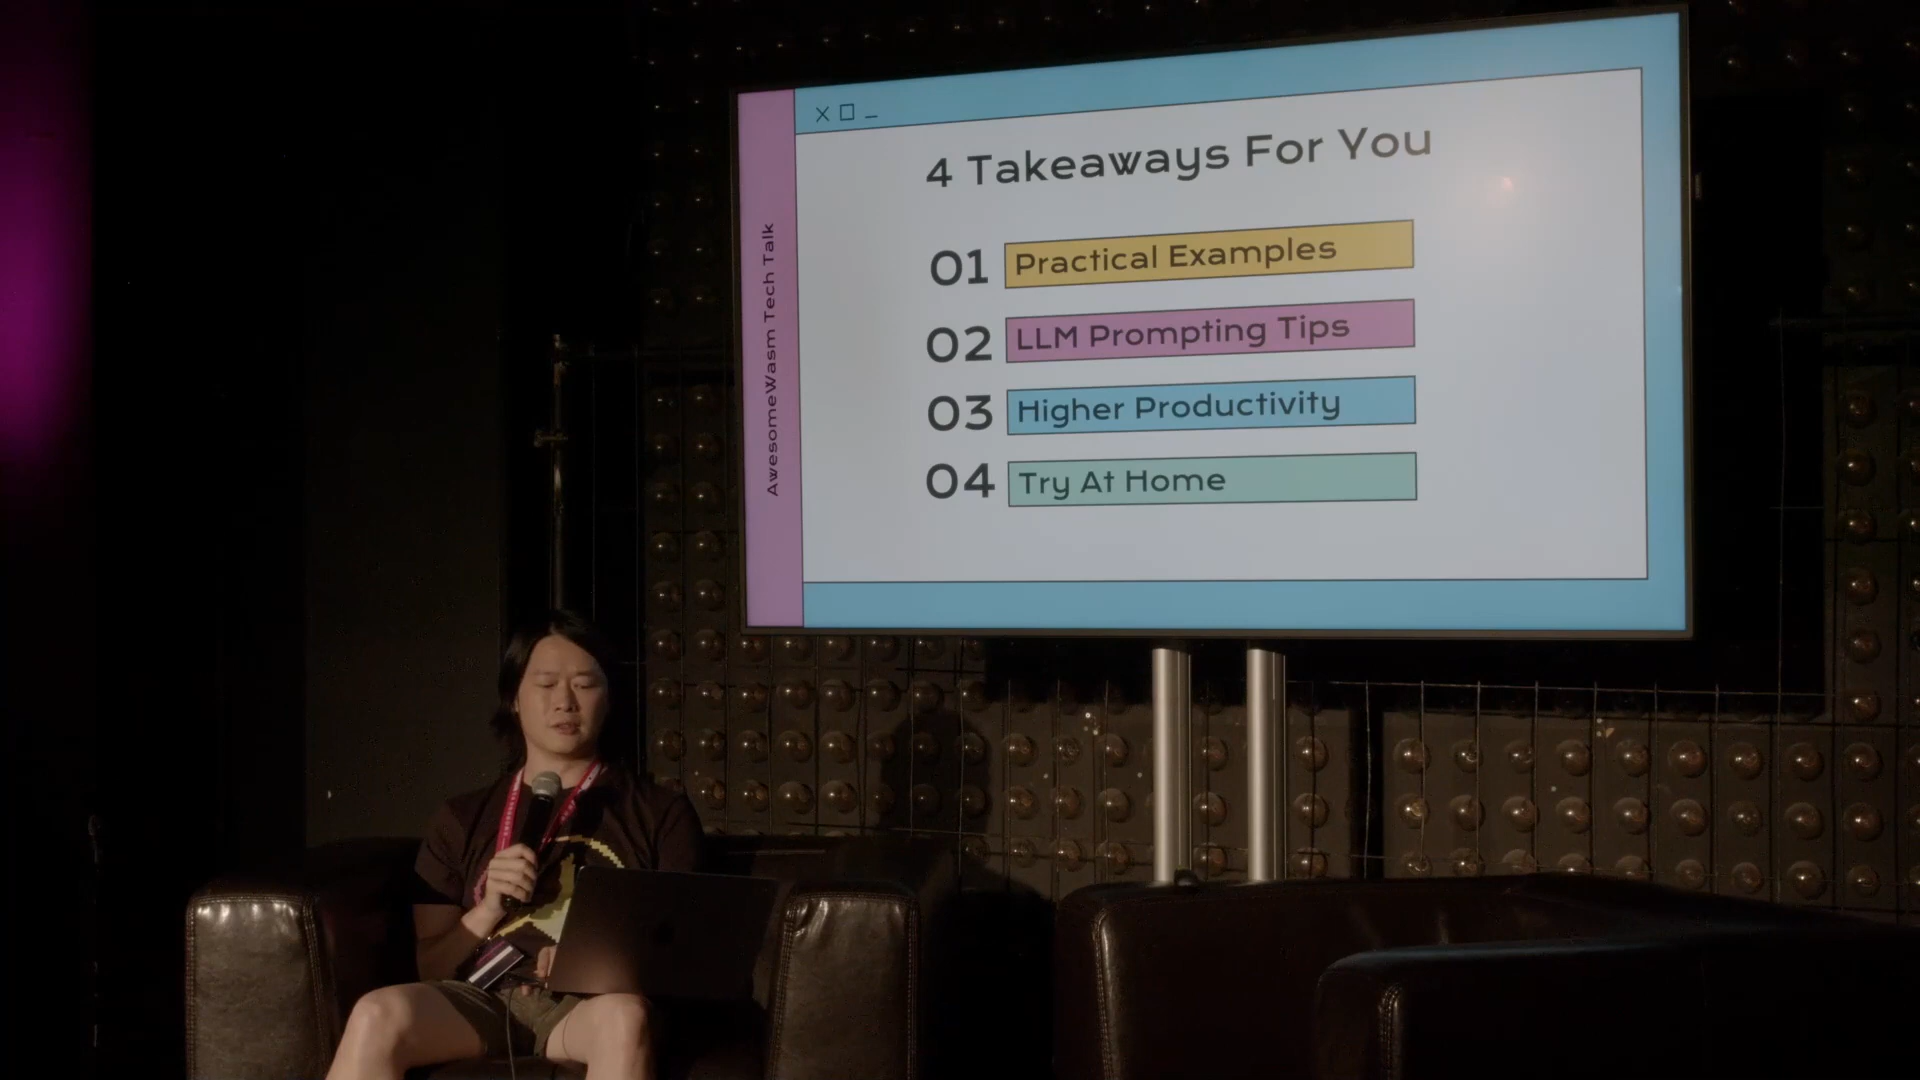 4 Takeaways For You
01 Practical Examples
02 LLM Prompting Tips
03 Higher Productivity
04 Try At Home
AwesomeWasm Tech Talk